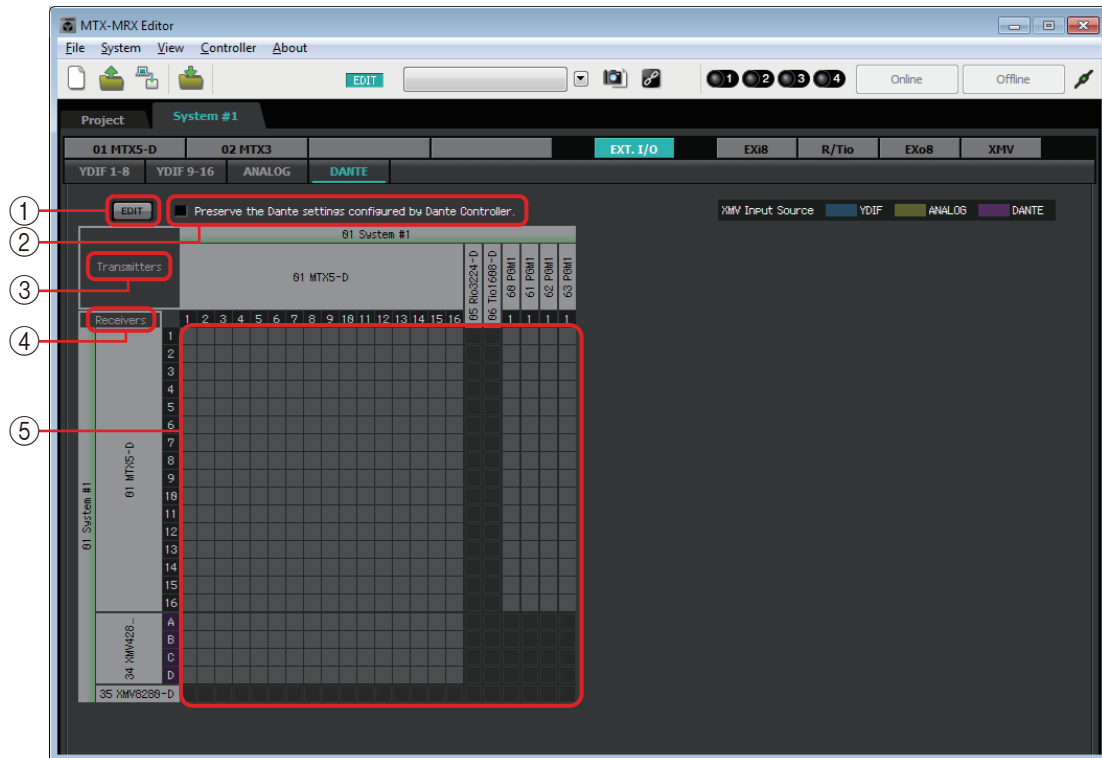 MTX-MRX Editor
File System View Controller About
EDIT 1 2 3 4 Online Offline
Project System #1
01 MTX5-D 02 MTX3 EXT. I/O EXi8 R/Tio EXo8 XMV
YDIF 1-8 YDIF 9-16 ANALOG DANTE
① EDIT Preserve the Dante settings configured by Dante Controller. XMV Input Source YDIF ANALOG DANTE
②
01 System #1
③ Transmitters 01 MTX5-D 05 Rio3224-D 06 Tio1608-D 60 PGM1 61 PGM1 62 PGM1 63 PGM1
④ Receivers 1 2 3 4 5 6 7 8 9 10 11 12 13 14 15 16 1 1 1 1
⑤
01 System #1
01 MTX5-D
1
2
3
4
5
6
7
8
9
10
11
12
13
14
15
16
34 XMV428...
A
B
C
D
35 XMV8280-D